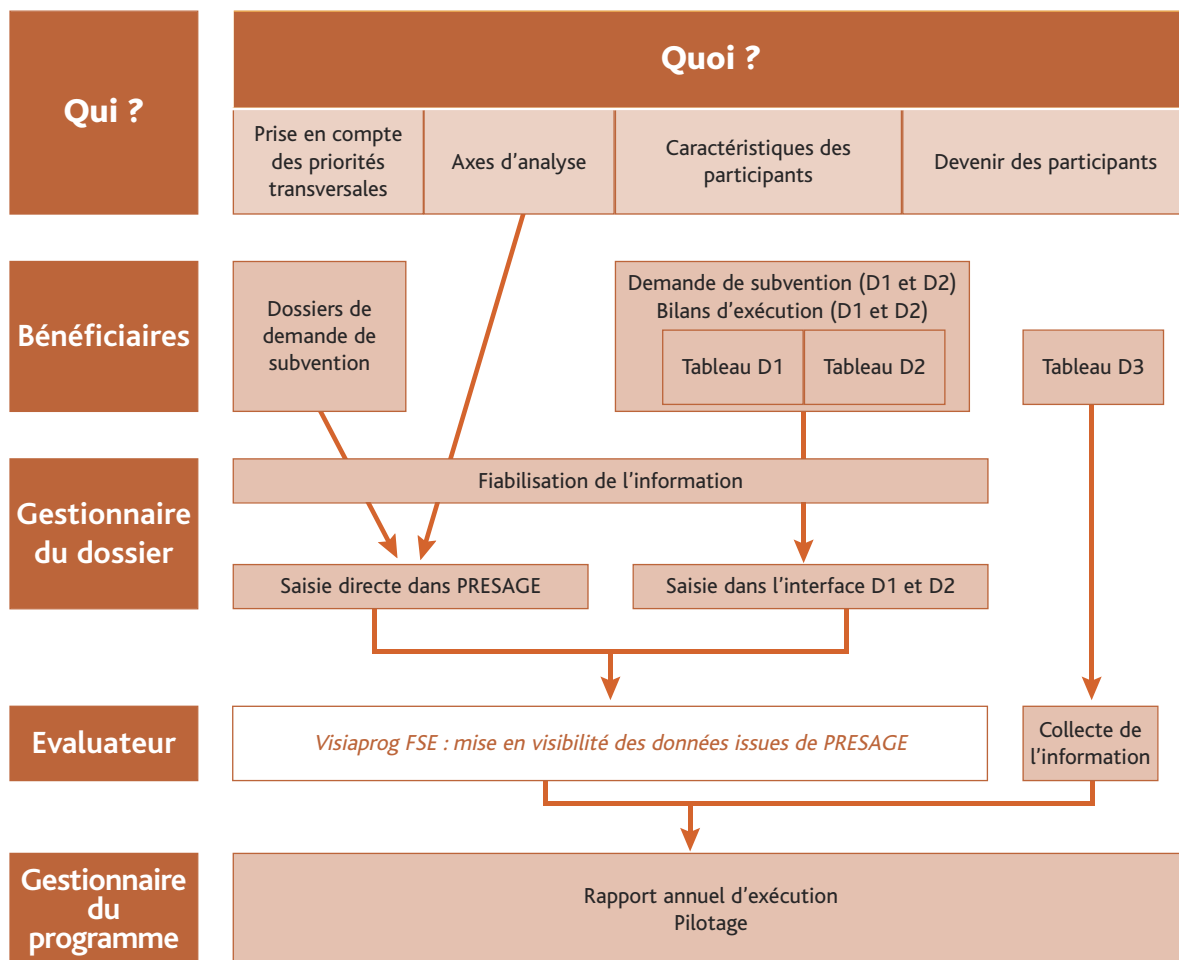 Qui ?
Quoi ?
Prise en compte
des priorités
transversales
Axes d'analyse
Caractéristiques des
participants
Devenir des participants
Bénéficiaires
Dossiers de
demande de
subvention
Demande de subvention (D1 et D2)
Bilans d'exécution (D1 et D2)
Tableau D1
Tableau D2
Tableau D3
Gestionnaire
du dossier
Fiabilisation de l'information
Saisie directe dans PRESAGE
Saisie dans l'interface D1 et D2
Evaluateur
Visiaprog FSE : mise en visibilité des données issues de PRESAGE
Collecte de
l'information
Gestionnaire
du
programme
Rapport annuel d'exécution
Pilotage